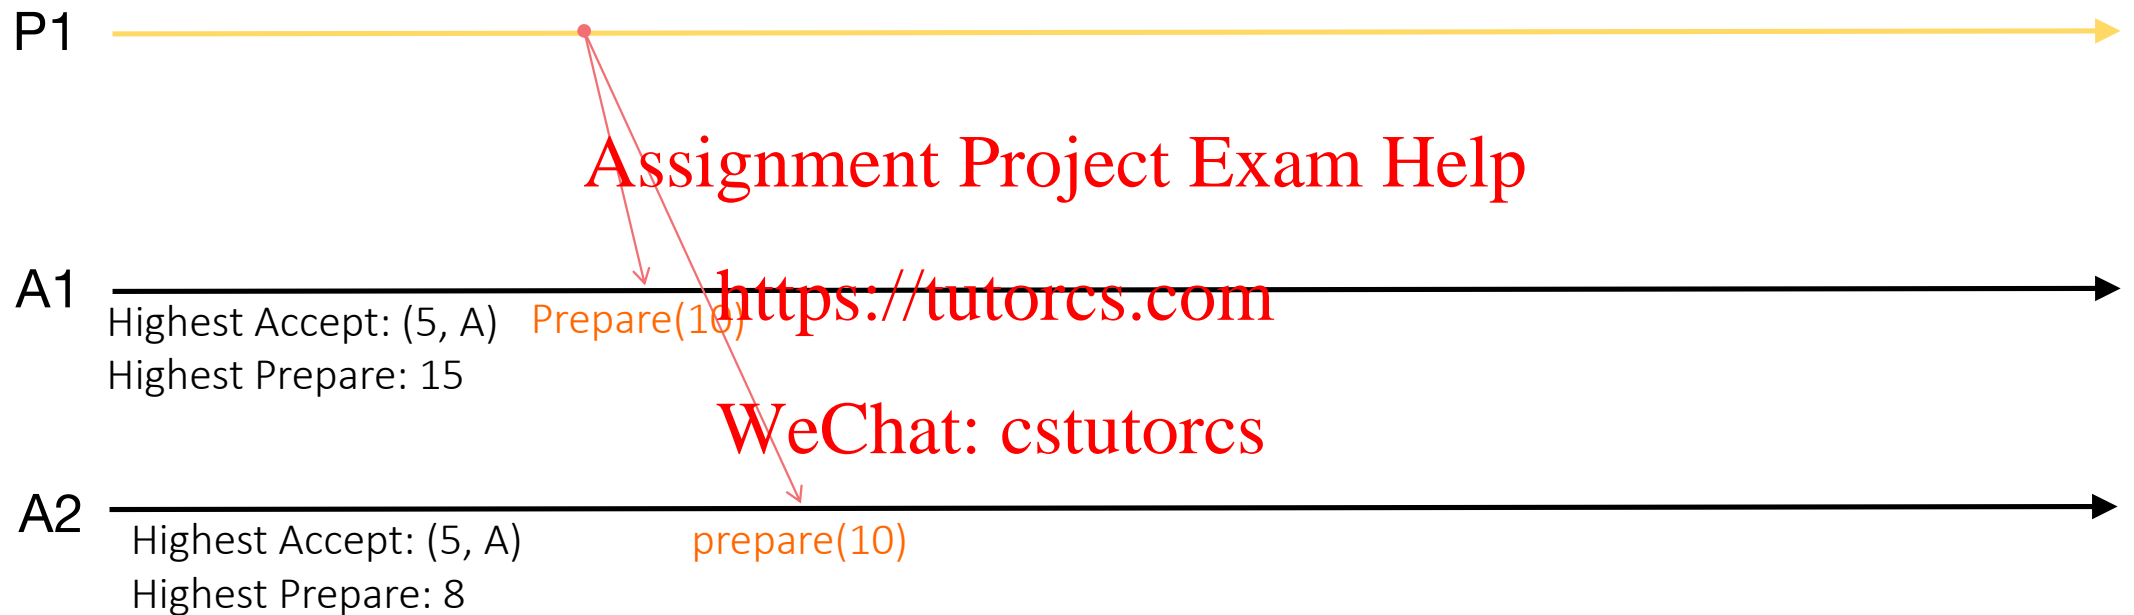 P1
Assignment Project Exam Help
A1
Highest Accept: (5, A)
Prepare(10)
https://tutorcs.com
Highest Prepare: 15
WeChat: cstutorcs
A2
Highest Accept: (5, A)
prepare(10)
Highest Prepare: 8